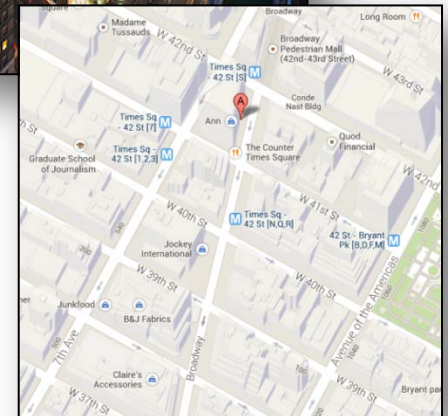 Square
Broadway
Long Room
Madame
Tussauds
W 42nd St
Broadway
Pedestrian Mall
(42nd-43rd Street)
Times Sq
- 42 St [S]
W 43rd St
A
Conde
Nast Bldg
Times Sq -
42 St [7]
Ann
Quod
Financial
Times Sq -
42 St [1,2,3]
The Counter
Times Square
Graduate School
of Journalism
W 42nd
W 41st St
W 40th St
Times Sq -
42 St [N,Q,R]
42 St - Bryant
Pk [B,D,F,M]
Jockey
International
W 39th St
W 40th St
Junkfood
B&J Fabrics
Avenue of the Americas
7th Ave
Broadway
Claire's
Accessories
W 39th St
Bryant pa
W 37th St